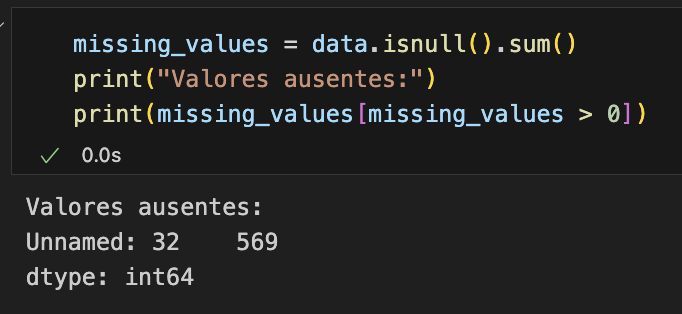 missing_values = data.isnull().sum()
print("Valores ausentes:")
print(missing_values[missing_values > 0])
0.0s
Valores ausentes:
Unnamed: 32    569
dtype: int64